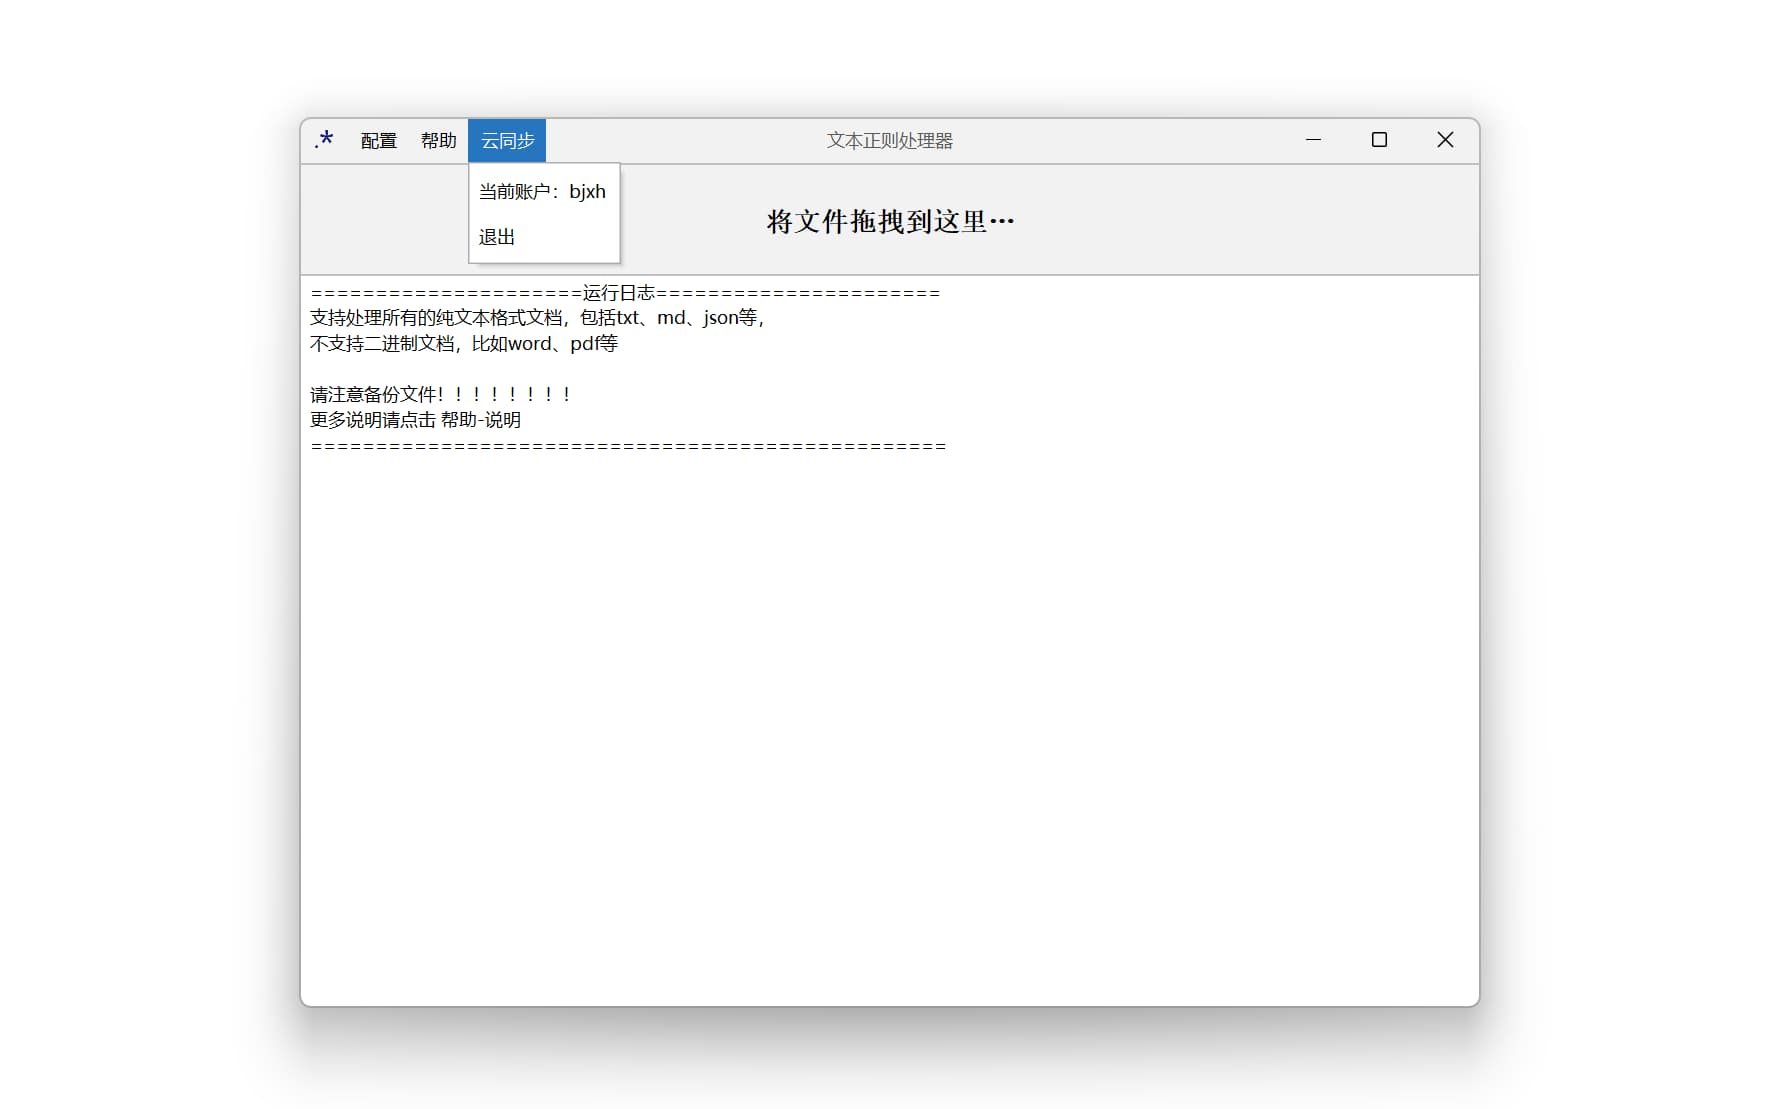 .* 配置 帮助 云同步 文本正则处理器
当前账户：bjxh
退出
将文件拖拽到这里…
=====================运行日志======================
支持处理所有的纯文本格式文档，包括txt、md、json等，
不支持二进制文档，比如word、pdf等
请注意备份文件！！！！！！！！
更多说明请点击 帮助-说明
=================================================